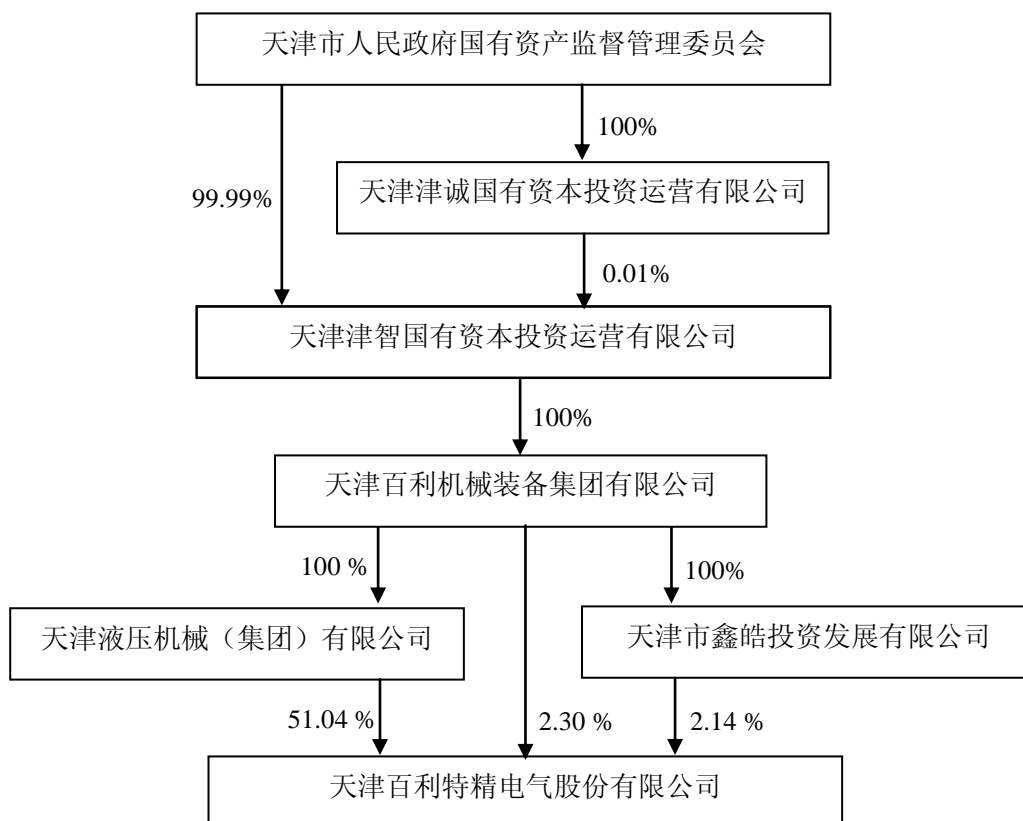 天津市人民政府国有资产监督管理委员会
100%
99.99%
天津津诚国有资本投资运营有限公司
0.01%
天津津智国有资本投资运营有限公司
100%
天津百利机械装备集团有限公司
100 %
100%
天津液压机械（集团）有限公司
天津市鑫皓投资发展有限公司
51.04 %
2.30 %
2.14 %
天津百利特精电气股份有限公司